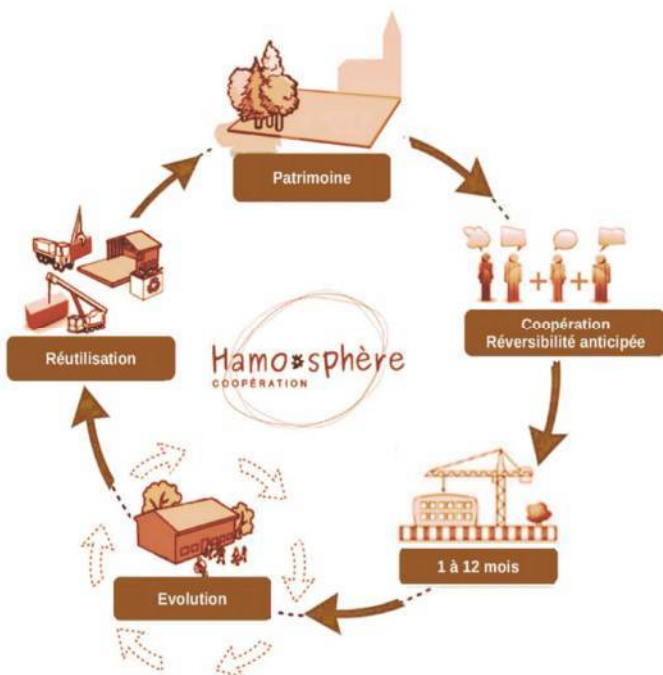 Patrimoine
Coopération
Réversibilité anticipée
1 à 12 mois
Evolution
Réutilisation
Hamo sphère
COOPÉRATION